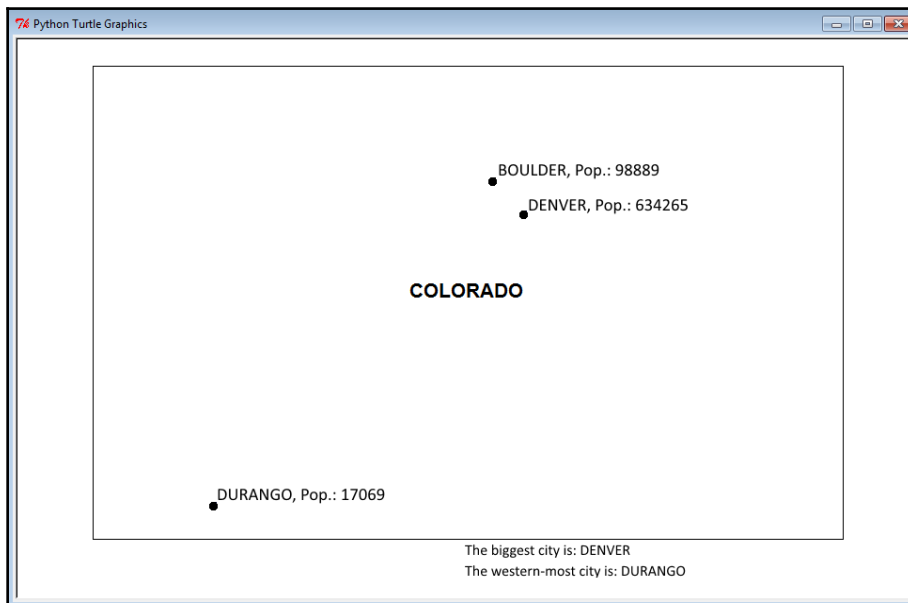 Python Turtle Graphics
BOULDER, Pop.: 98889
DENVER, Pop.: 634265
COLORADO
DURANGO, Pop.: 17069
The biggest city is: DENVER
The western-most city is: DURANGO